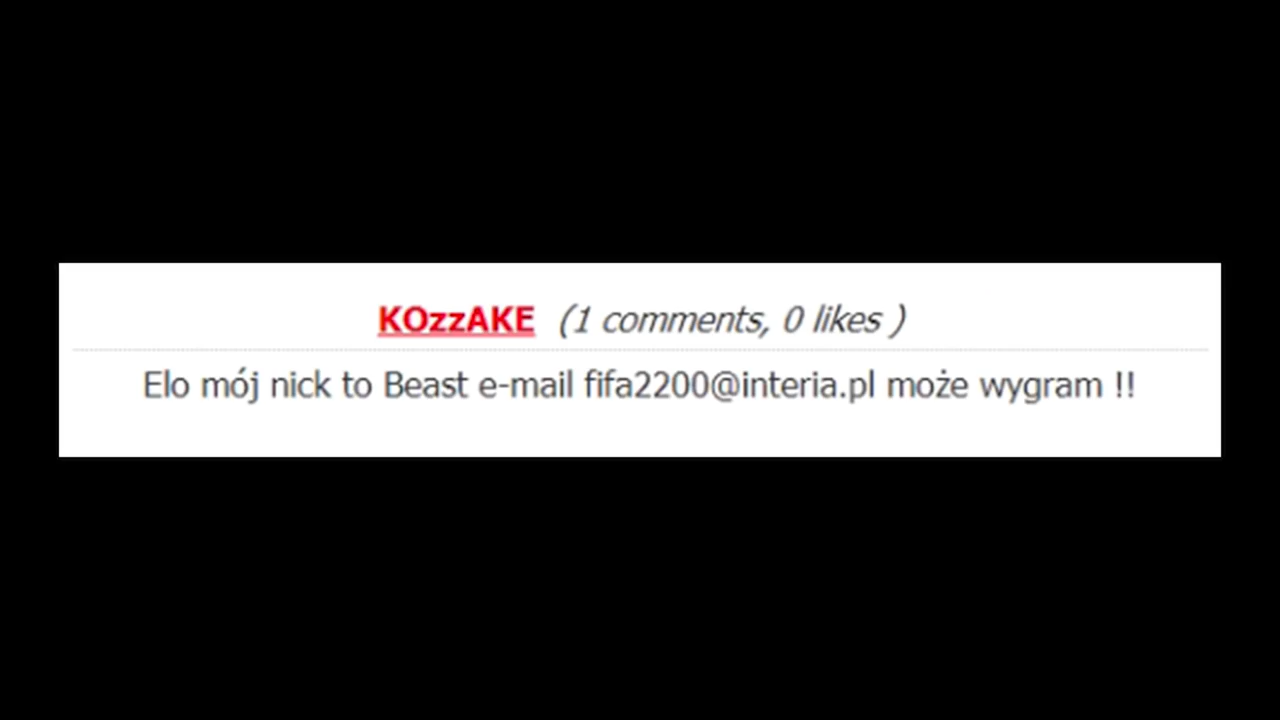 KOzzAKE (1 comments, 0 likes )
Elo mój nick to Beast e-mail fifa2200@interia.pl może wygram !!